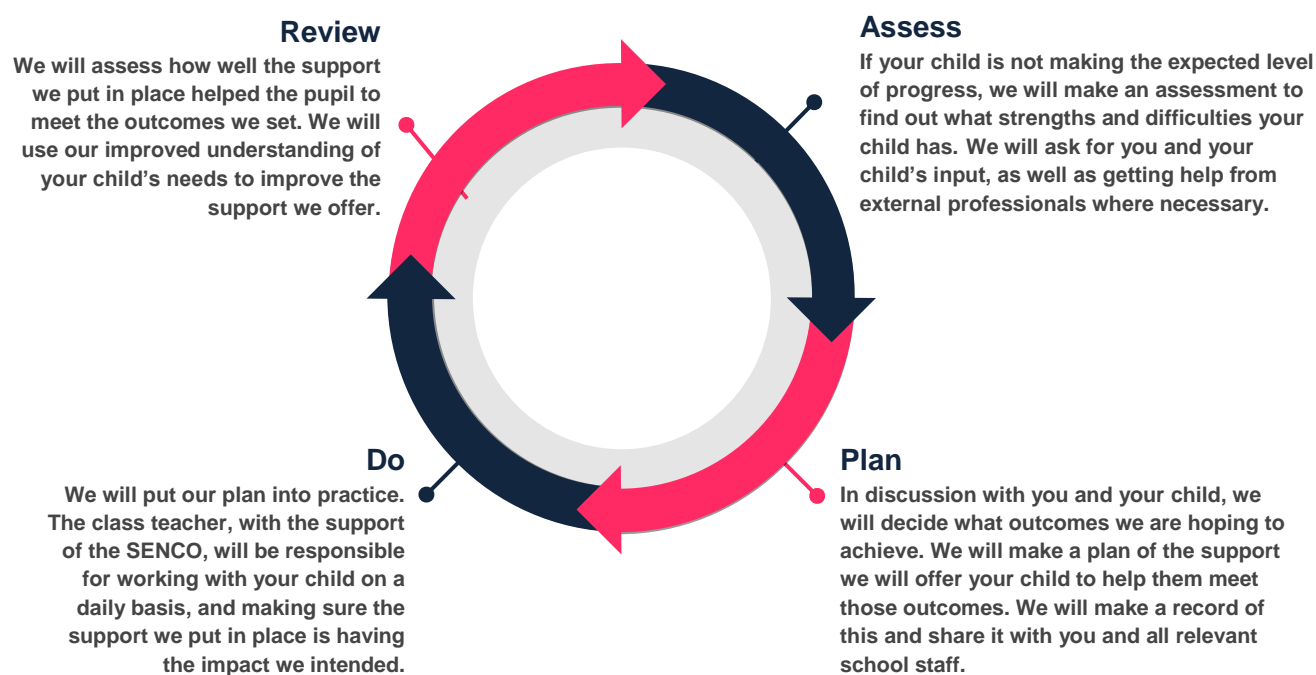 Review
We will assess how well the support
we put in place helped the pupil to
meet the outcomes we set. We will
use our improved understanding of
your child’s needs to improve the
support we offer.
Assess
If your child is not making the expected level
of progress, we will make an assessment to
find out what strengths and difficulties your
child has. We will ask for you and your
child’s input, as well as getting help from
external professionals where necessary.
Do
We will put our plan into practice.
The class teacher, with the support
of the SENCO, will be responsible
for working with your child on a
daily basis, and making sure the
support we put in place is having
the impact we intended.
Plan
In discussion with you and your child, we
will decide what outcomes we are hoping to
achieve. We will make a plan of the support
we will offer your child to help them meet
those outcomes. We will make a record of
this and share it with you and all relevant
school staff.